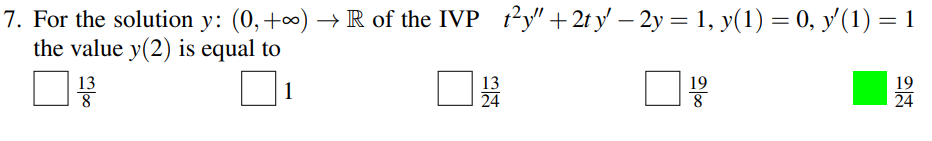 7. For the solution y: (0,+∞) → ℝ of the IVP t²y″ + 2t y′ − 2y = 1, y(1) = 0, y′(1) = 1
the value y(2) is equal to
13/8 1 13/24 19/8 19/24